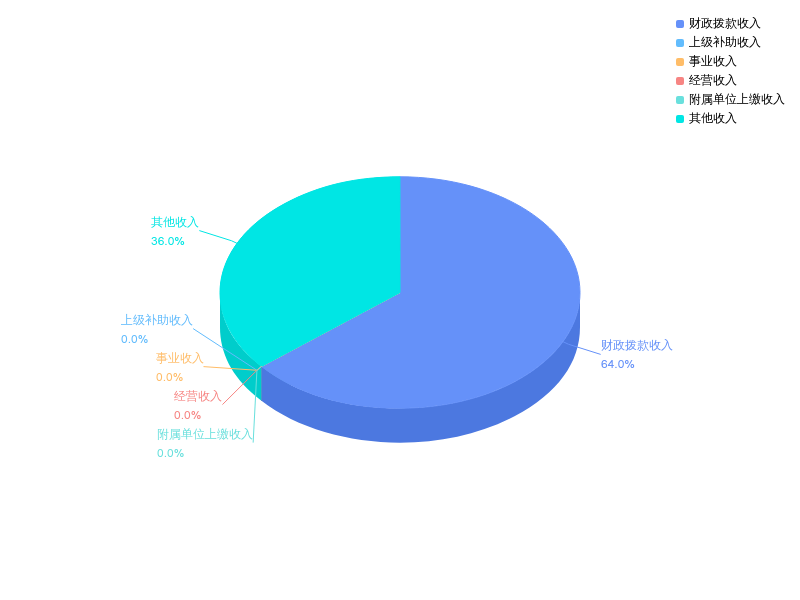 财政拨款收入
上级补助收入
事业收入
经营收入
附属单位上缴收入
其他收入
其他收入
36.0%
上级补助收入
0.0%
事业收入
0.0%
经营收入
0.0%
附属单位上缴收入
0.0%
财政拨款收入
64.0%